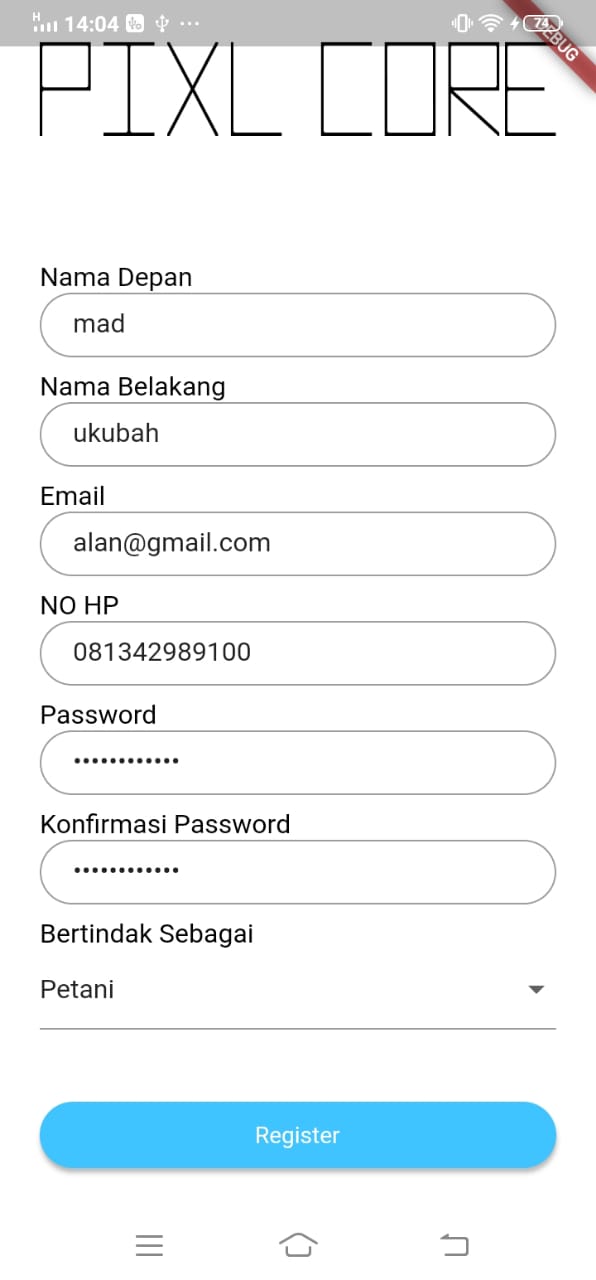 H 14:04 ... 74
DEBUG
PIXL CORE
Nama Depan
mad
Nama Belakang
ukubah
Email
alan@gmail.com
NO HP
081342989100
Password
••••••••••••
Konfirmasi Password
••••••••••••
Bertindak Sebagai
Petani
Register